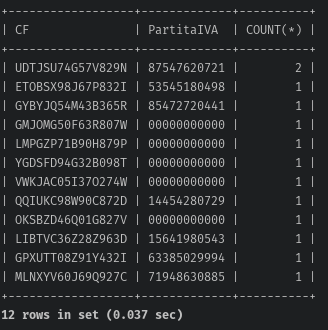 +------------------+-------------+----------+
| CF               | PartitaIVA  | COUNT(*) |
+------------------+-------------+----------+
| UDTJSU74G57V829N | 87547620721 |        2 |
| ETOBSX98J67P832I | 53545180498 |        1 |
| GYBYJQ54M43B365R | 85472720441 |        1 |
| GMJOMG50F63R807W | 00000000000 |        1 |
| LMPGZP71B90H879P | 00000000000 |        1 |
| YGDSFD94G32B098T | 00000000000 |        1 |
| VWKJAC05I37O274W | 00000000000 |        1 |
| QQIUKC98W90C872D | 14454280729 |        1 |
| OKSBZD46Q01G827V | 00000000000 |        1 |
| LIBTVC36Z28Z963D | 15641980543 |        1 |
| GPXUTT08Z91Y432I | 63385029994 |        1 |
| MLNXYV60J69Q927C | 71948630885 |        1 |
+------------------+-------------+----------+
12 rows in set (0.037 sec)